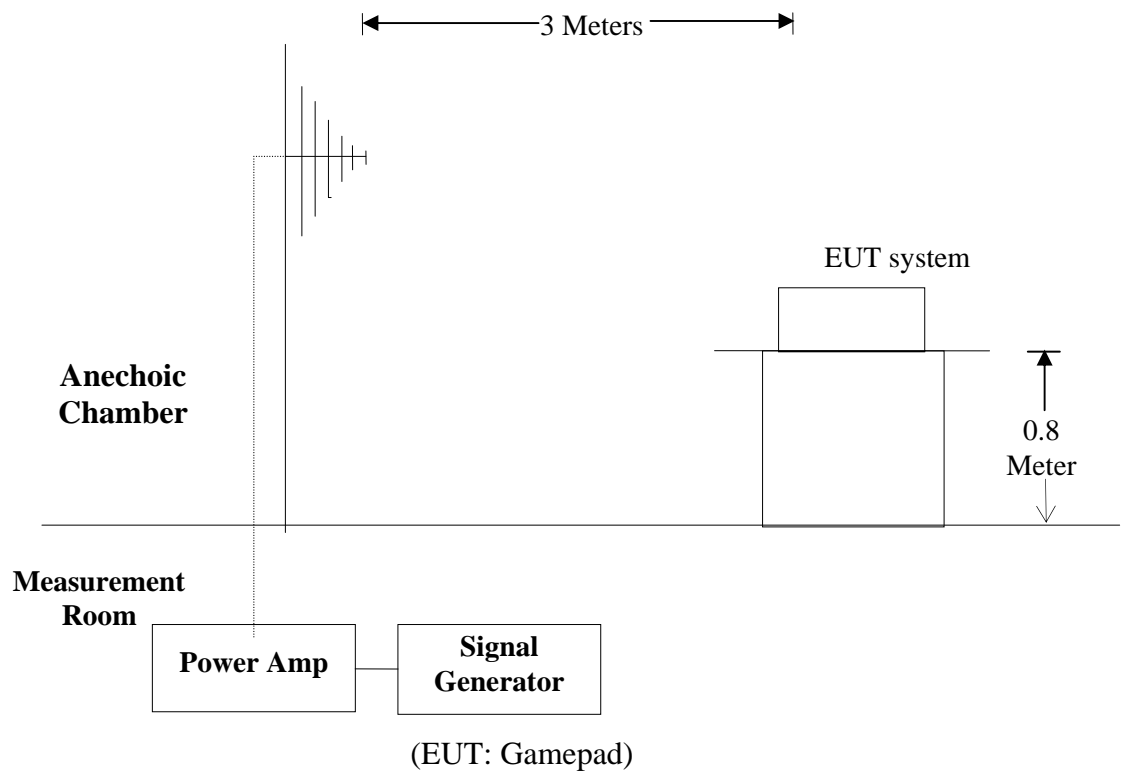 3 Meters
EUT system
Anechoic
Chamber
0.8
Meter
Measurement
Room
Power Amp
Signal
Generator
(EUT: Gamepad)